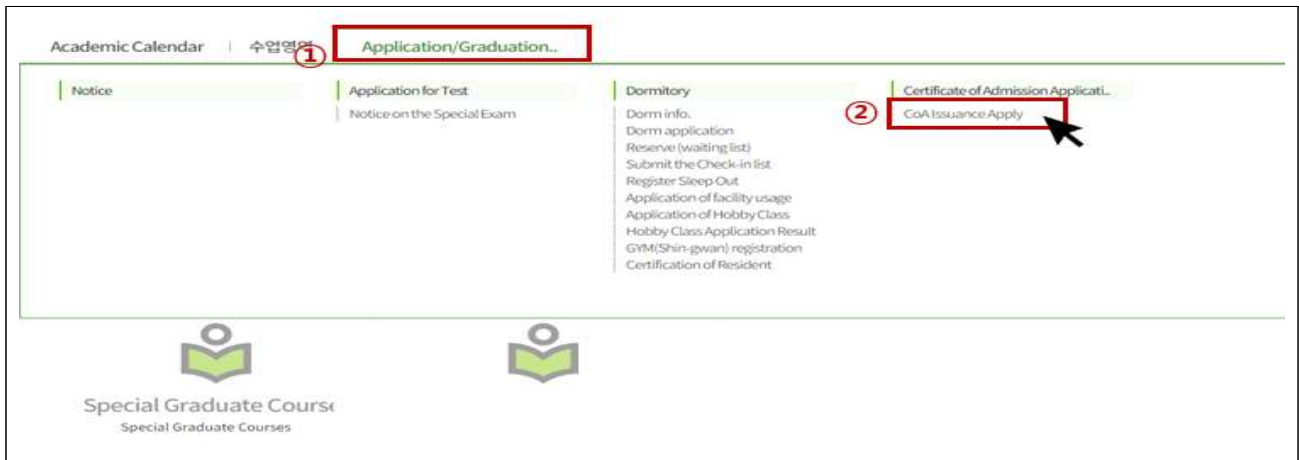 Academic Calendar | 수업영역 ① Application/Graduation..
Notice
Application for Test
Notice on the Special Exam
Dormitory
Dorm info.
Dorm application
Reserve (waiting list)
Submit the Check-in list
Register Sleep Out
Application of facility usage
Application of Hobby Class
Hobby Class Application Result
GYM(Shin-gwan) registration
Certification of Resident
Certificate of Admission Applicati..
② CoA Issuance Apply
Special Graduate Course
Special Graduate Courses